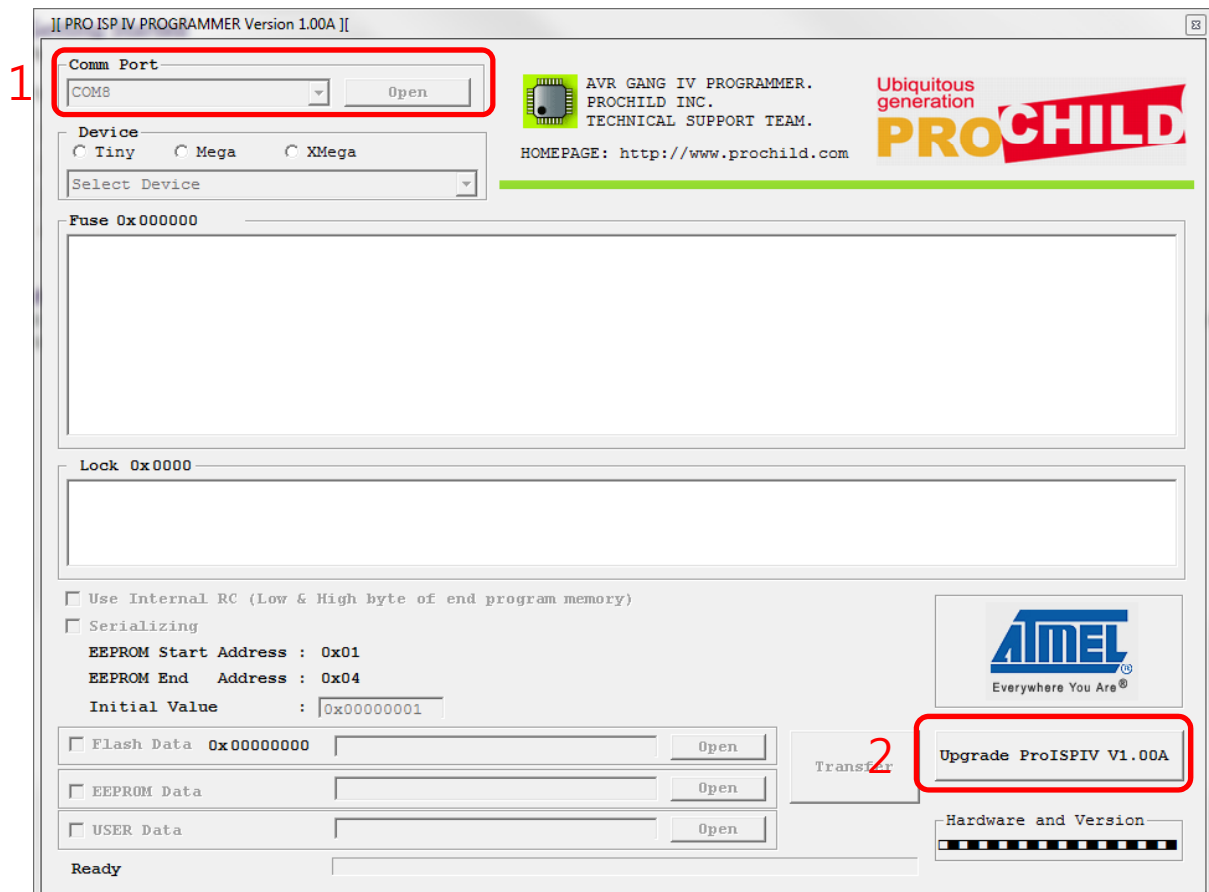 ][ PRO ISP IV PROGRAMMER Version 1.00A ][
1
Comm Port
COM8
Open
AVR GANG IV PROGRAMMER.
PROCHILD INC.
TECHNICAL SUPPORT TEAM.
HOMEPAGE: http://www.prochild.com
Ubiquitous
generation
PROCHILD
Device
Tiny Mega XMega
Select Device
Fuse 0x000000
Lock 0x0000
Use Internal RC (Low & High byte of end program memory)
Serializing
EEPROM Start Address : 0x01
EEPROM End Address : 0x04
Initial Value : 0x00000001
ATMEL
®
Everywhere You Are®
Flash Data 0x00000000 Open
EEPROM Data Open
USER Data Open
Transfer
2
Upgrade ProISPIV V1.00A
Hardware and Version
Ready